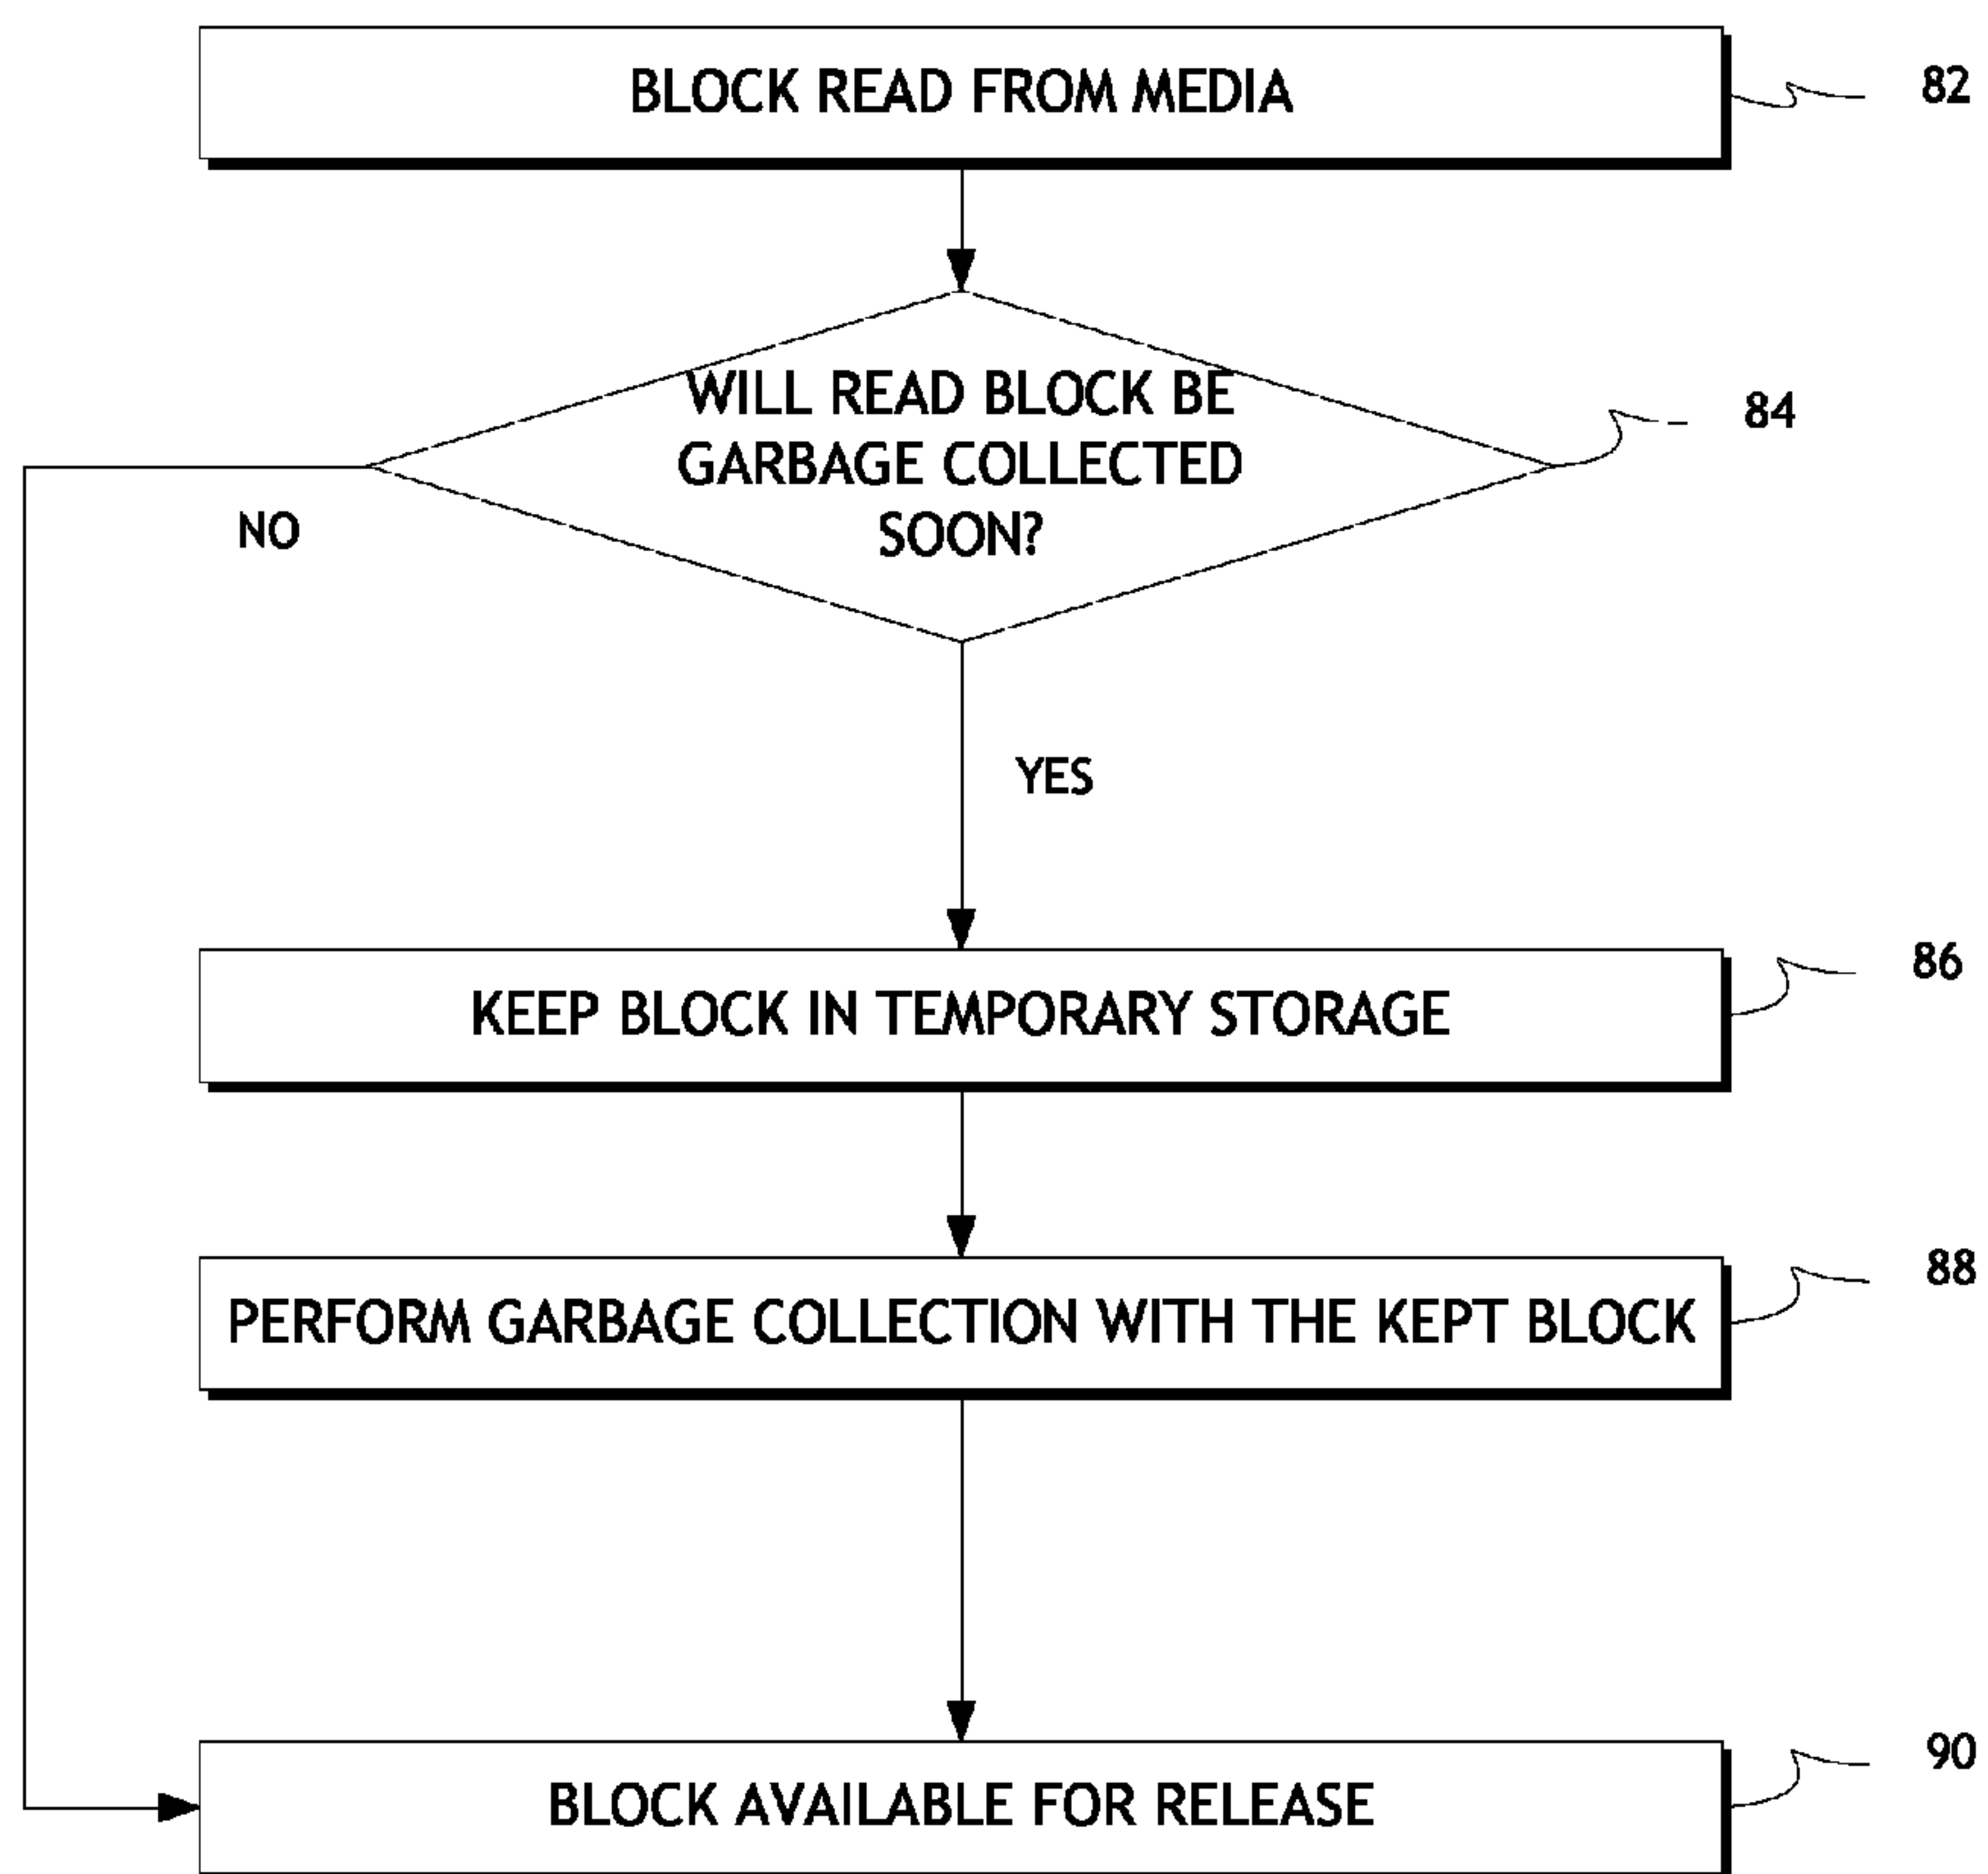 BLOCK READ FROM MEDIA
82
WILL READ BLOCK BE
GARBAGE COLLECTED
SOON?
84
NO
YES
KEEP BLOCK IN TEMPORARY STORAGE
86
PERFORM GARBAGE COLLECTION WITH THE KEPT BLOCK
88
BLOCK AVAILABLE FOR RELEASE
90